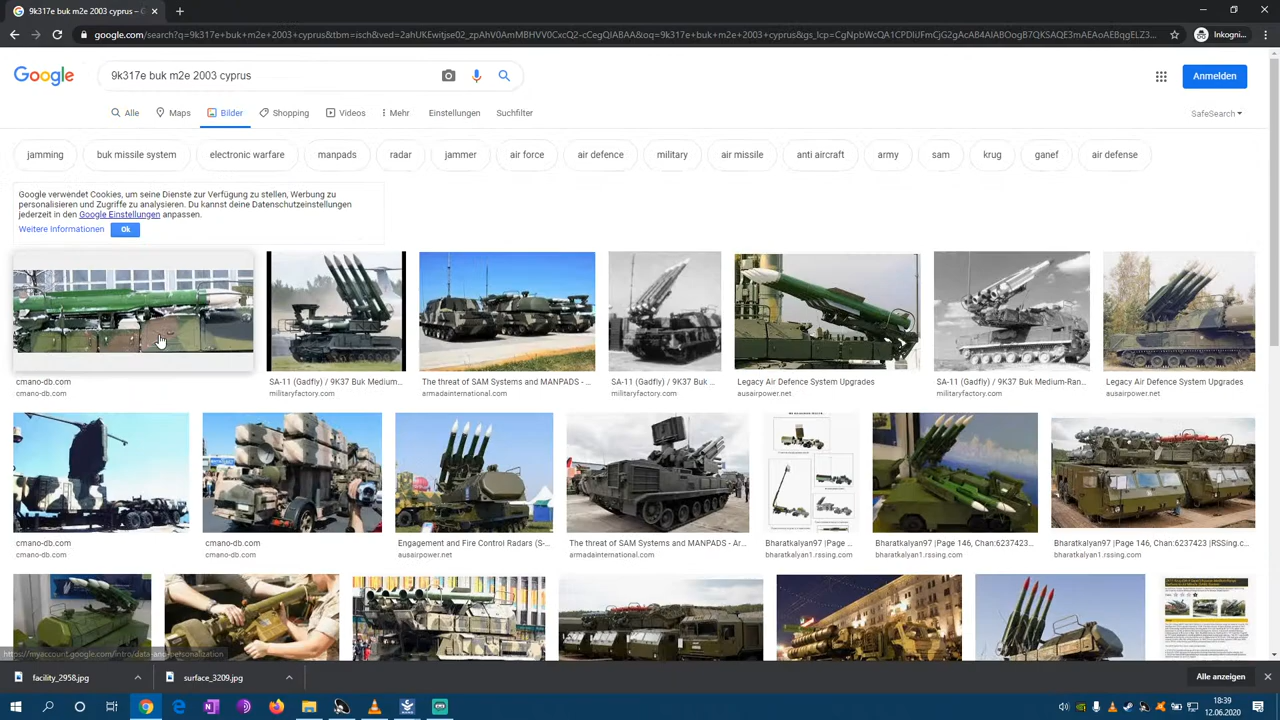 9k317e buk m2e 2003 cyprus - G
google.com/search?q=9k317e+buk+m2e+2003+cyprus&tbm=isch&ved=2ahUKEwitjse02_zpAhV0AmMBHVV0CxcQ2-cCegQIABAA&oq=9k317e+buk+m2e+2003+cyprus&gs_lcp=
Inkognito
Google
9k317e buk m2e 2003 cyprus
Anmelden
Alle
Maps
Bilder
Shopping
Videos
Mehr
Einstellungen
Suchfilter
SafeSearch
jamming
buk missile system
electronic warfare
manpads
radar
jammer
air force
air defence
military
air missile
anti aircraft
army
sam
krug
ganef
air defense
Google verwendet Cookies, um seine Dienste zur Verfügung zu stellen, Werbung zu
personalisieren und Zugriffe zu analysieren. Du kannst deine Datenschutzeinstellungen
jederzeit in den Google Einstellungen anpassen.
Weitere Informationen
Ok
cmano-db.com
cmano-db.com
SA-11 (Gadfly) / 9K37 Buk Medium...
militaryfactory.com
The threat of SAM Systems and MANPADS - ...
armadainternational.com
SA-11 (Gadfly) / 9K37 Buk ...
militaryfactory.com
Legacy Air Defence System Upgrades
ausairpower.net
SA-11 (Gadfly) / 9K37 Buk Medium-Ran...
militaryfactory.com
Legacy Air Defence System Upgrades
ausairpower.net
cmano-db.com
cmano-db.com
cmano-db.com
cmano-db.com
Engagement and Fire Control Radars (S-...
ausairpower.net
The threat of SAM Systems and MANPADS - Ar...
armadainternational.com
Bharatkalyan97 |Page ...
bharatkalyan1.rssing.com
Bharatkalyan97 |Page 146, Chan:6237423...
bharatkalyan1.rssing.com
Bharatkalyan97 |Page 146, Chan:6237423 |RSSing.c...
bharatkalyan1.rssing.com
https://myaccount.google.com/intro/data-and-personalization
Alle anzeigen
18:39
12.06.2020